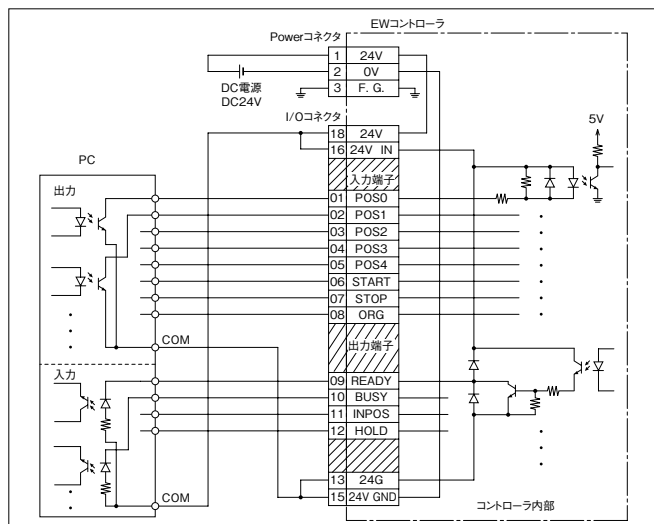 EWコントローラ
Powerコネクタ
1 24V
2 0V
3 F. G.
DC電源
DC24V
I/Oコネクタ
18 24V
16 24V IN
5V
PC
入力端子
出力
01 POS0
02 POS1
03 POS2
04 POS3
05 POS4
06 START
07 STOP
08 ORG
COM
出力端子
入力
09 READY
10 BUSY
11 INPOS
12 HOLD
13 24G
15 24V GND
COM
コントローラ内部